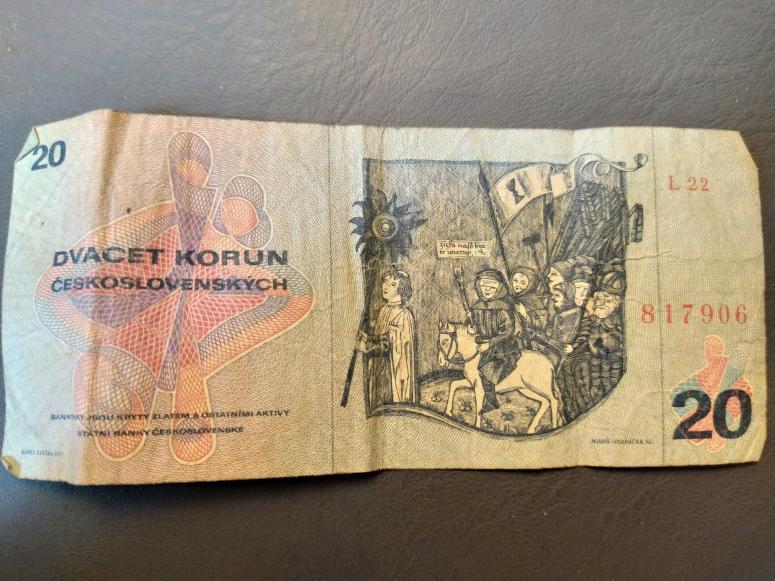 20
DVACET KORUN
ČESKOSLOVENSKÝCH
BANKOVKY JSOU KRYTY ZLATEM A OSTATNÍMI AKTIVY
STÁTNÍ BANKY ČESKOSLOVENSKÉ
L 22
817906
20